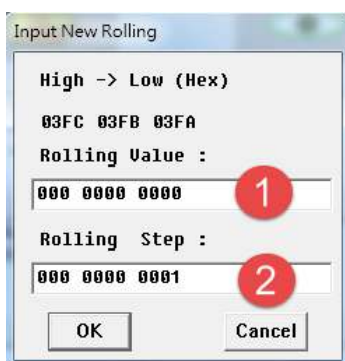 Input New Rolling
High -> Low (Hex)
03FC 03FB 03FA
Rolling Value :
000 0000 0000
1
Rolling Step :
000 0000 0001
2
OK
Cancel